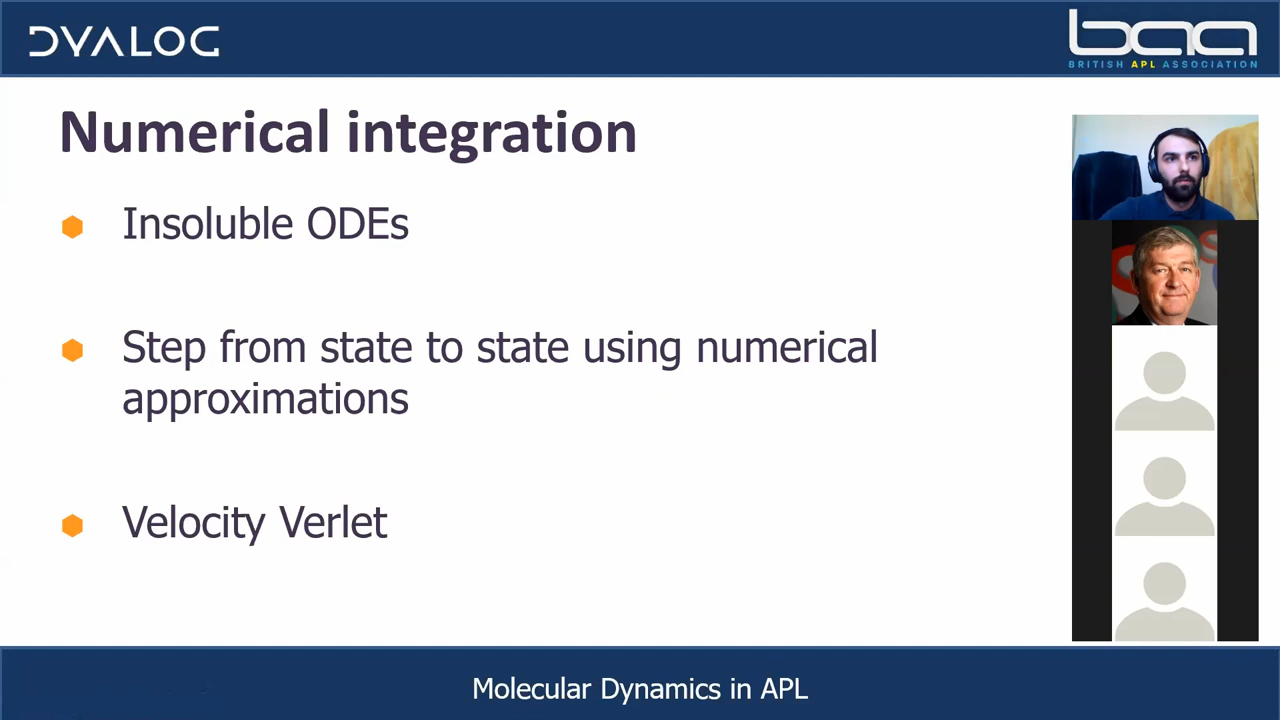 DYALOG
baa
BRITISH APL ASSOCIATION
Numerical integration
Insoluble ODEs
Step from state to state using numerical
approximations
Velocity Verlet
Molecular Dynamics in APL